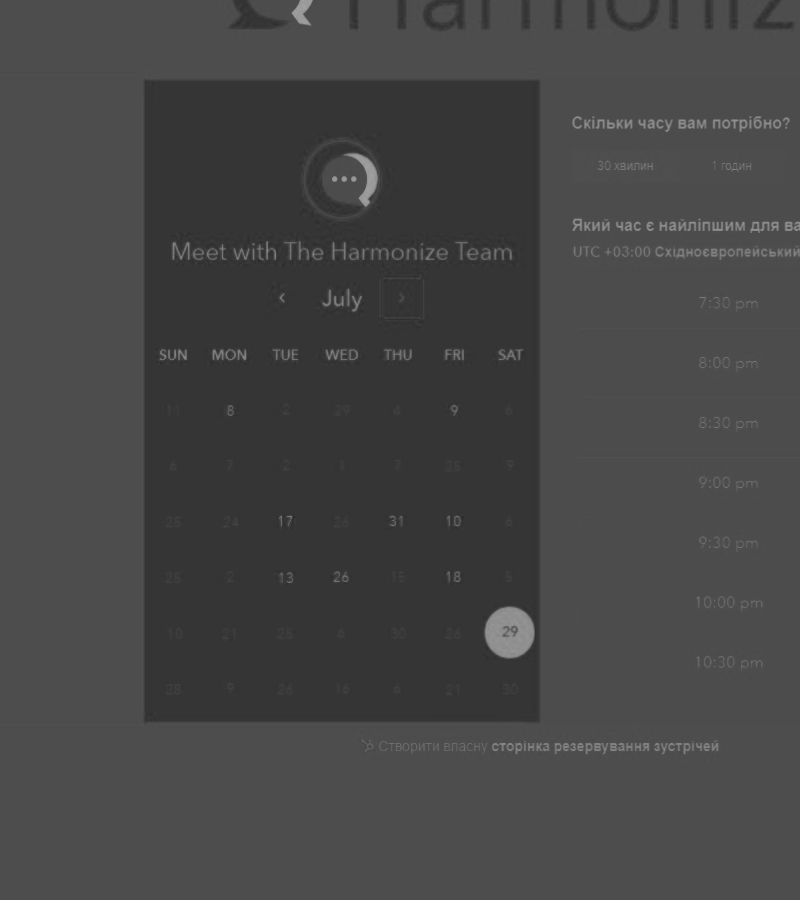 Harmoniz
Meet with The Harmonize Team
July
SUN MON TUE WED THU FRI SAT
11 8 2 29 4 9 6
6 7 2 1 7 25 9
25 24 17 26 31 10 6
25 2 13 26 15 18 5
10 21 25 6 30 26 29
28 9 26 16 6 21 30
Скільки часу вам потрібно?
30 хвилин 1 годин
Який час є найліпшим для ва
UTC +03:00 Східноєвропейський
7:30 pm
8:00 pm
8:30 pm
9:00 pm
9:30 pm
10:00 pm
10:30 pm
Створити власну сторінка резервування зустрічей